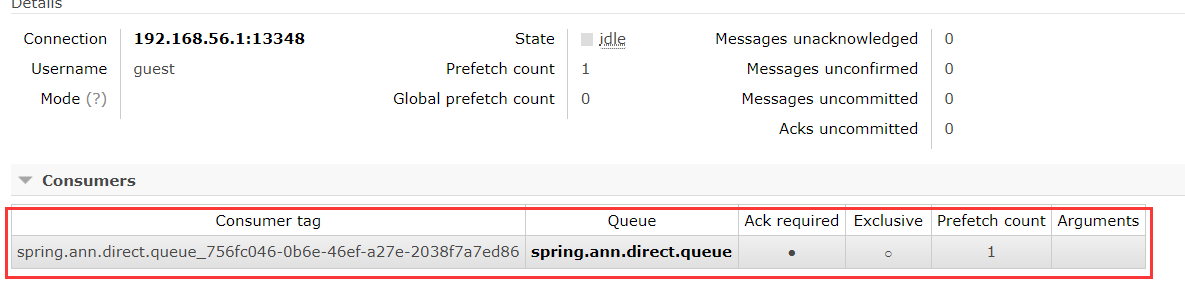 Details
Connection 192.168.56.1:13348 State idle Messages unacknowledged 0
Username guest Prefetch count 1 Messages unconfirmed 0
Mode (?) Global prefetch count 0 Messages uncommitted 0
Acks uncommitted 0
Consumers
Consumer tag Queue Ack required Exclusive Prefetch count Arguments
spring.ann.direct.queue_756fc046-0b6e-46ef-a27e-2038f7a7ed86 spring.ann.direct.queue ● ○ 1